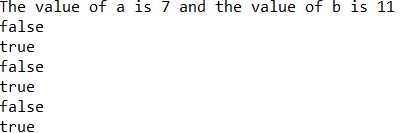 The value of a is 7 and the value of b is 11
false
true
false
true
false
true